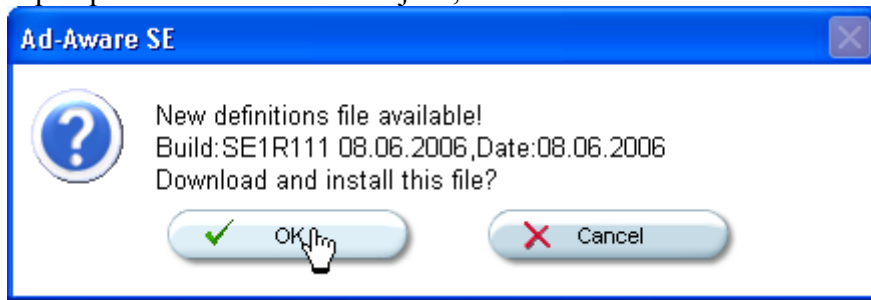 Ad-Aware SE
New definitions file available!
Build:SE1R111 08.06.2006,Date:08.06.2006
Download and install this file?
OK
Cancel